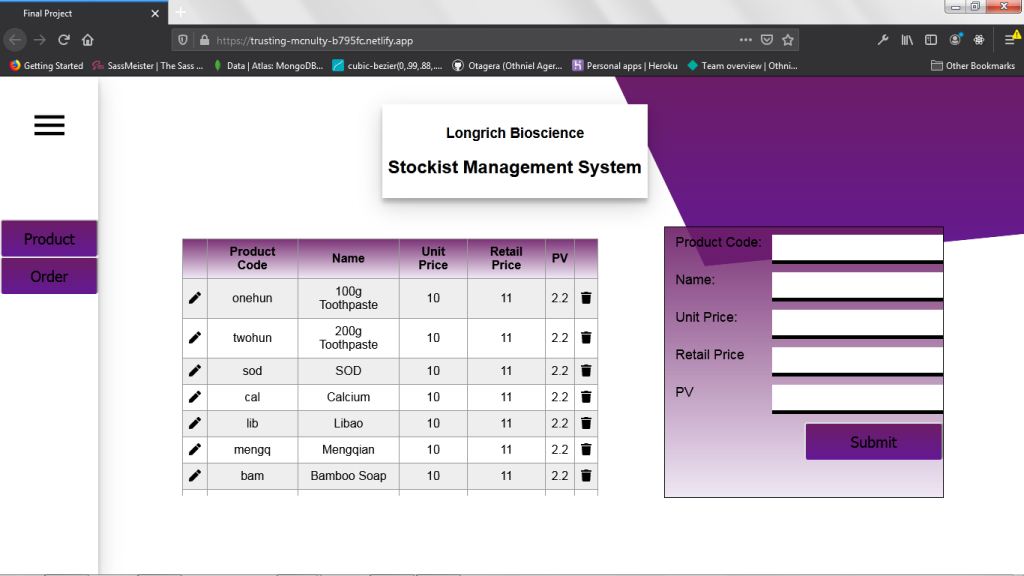 Final Project
https://trusting-mcnulty-b795fc.netlify.app
Getting Started
SassMeister | The Sass ...
Data | Atlas: MongoDB...
cubic-bezier(0,.99,.88,....
Otagera (Othniel Ager...
Personal apps | Heroku
Team overview | Othni...
Other Bookmarks
Longrich Bioscience
Stockist Management System
Product
Order
Product Code Name Unit Price Retail Price PV
onehun 100g Toothpaste 10 11 2.2
twohun 200g Toothpaste 10 11 2.2
sod SOD 10 11 2.2
cal Calcium 10 11 2.2
lib Libao 10 11 2.2
mengq Mengqian 10 11 2.2
bam Bamboo Soap 10 11 2.2
Product Code:
Name:
Unit Price:
Retail Price
PV
Submit